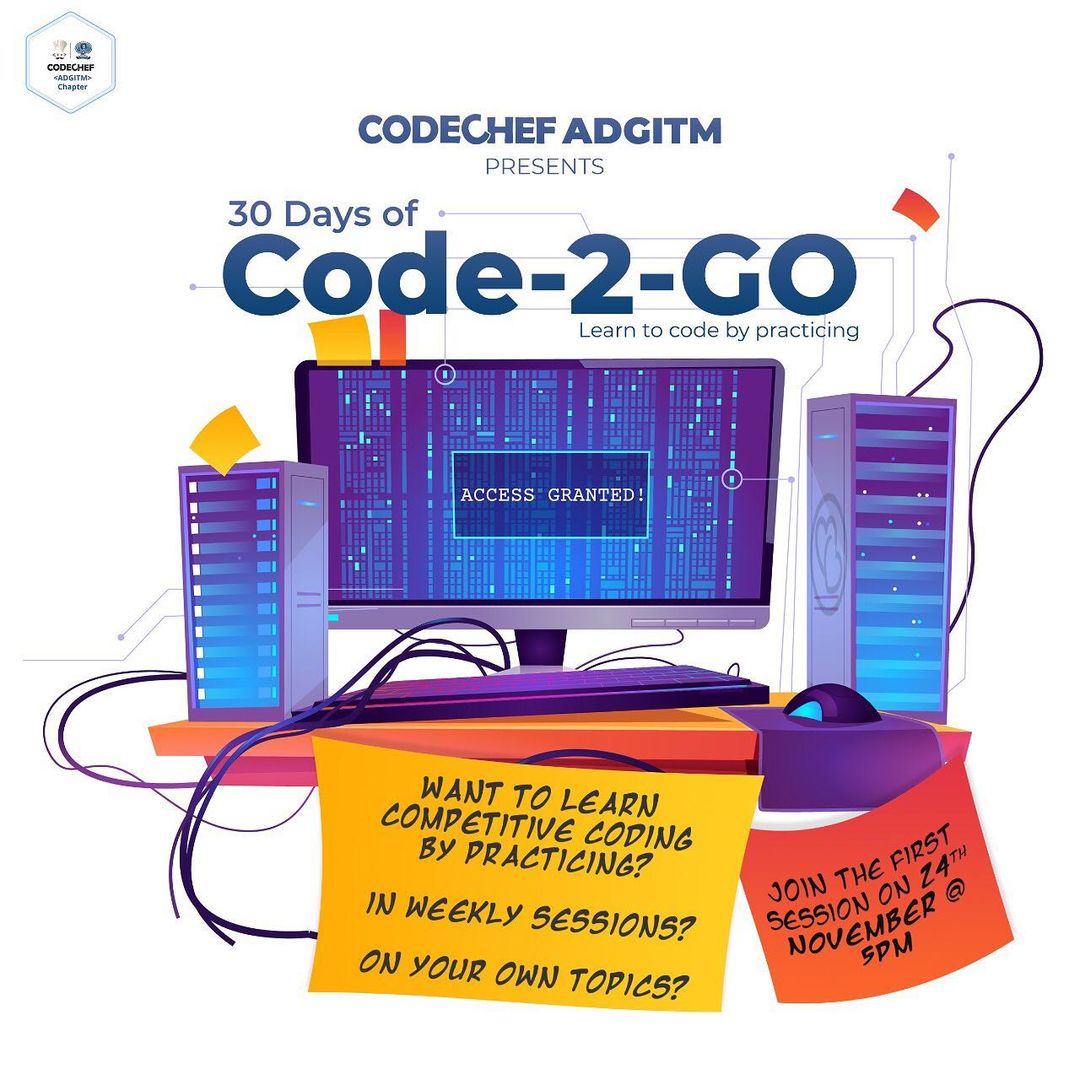 CODECHEF
<ADGITM>
Chapter
CODECHEF ADGITM
PRESENTS
30 Days of
Code-2-GO
Learn to code by practicing
ACCESS GRANTED!
WANT TO LEARN
COMPETITIVE CODING
BY PRACTICING?
IN WEEKLY SESSIONS?
ON YOUR OWN TOPICS?
JOIN THE FIRST
SESSION ON 24TH
NOVEMBER @
5PM